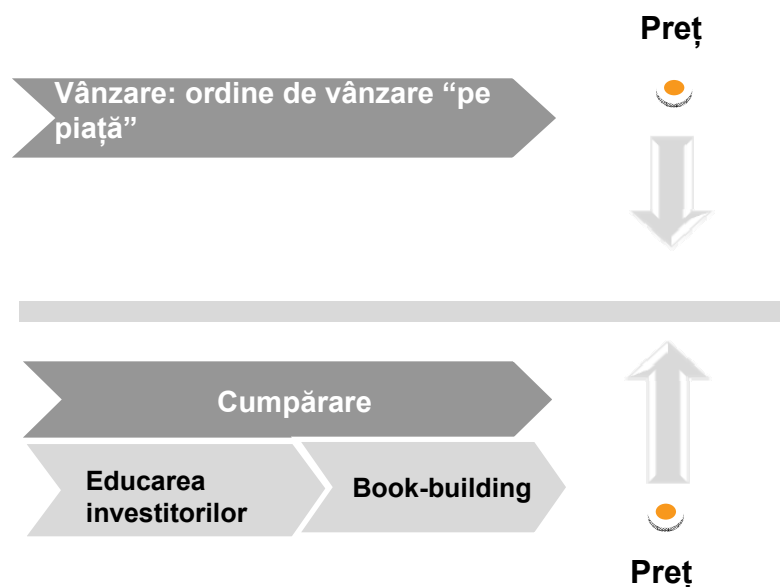 Preț
Vânzare: ordine de vânzare “pe
piață”
Cumpărare
Educarea
investitorilor
Book-building
Preț